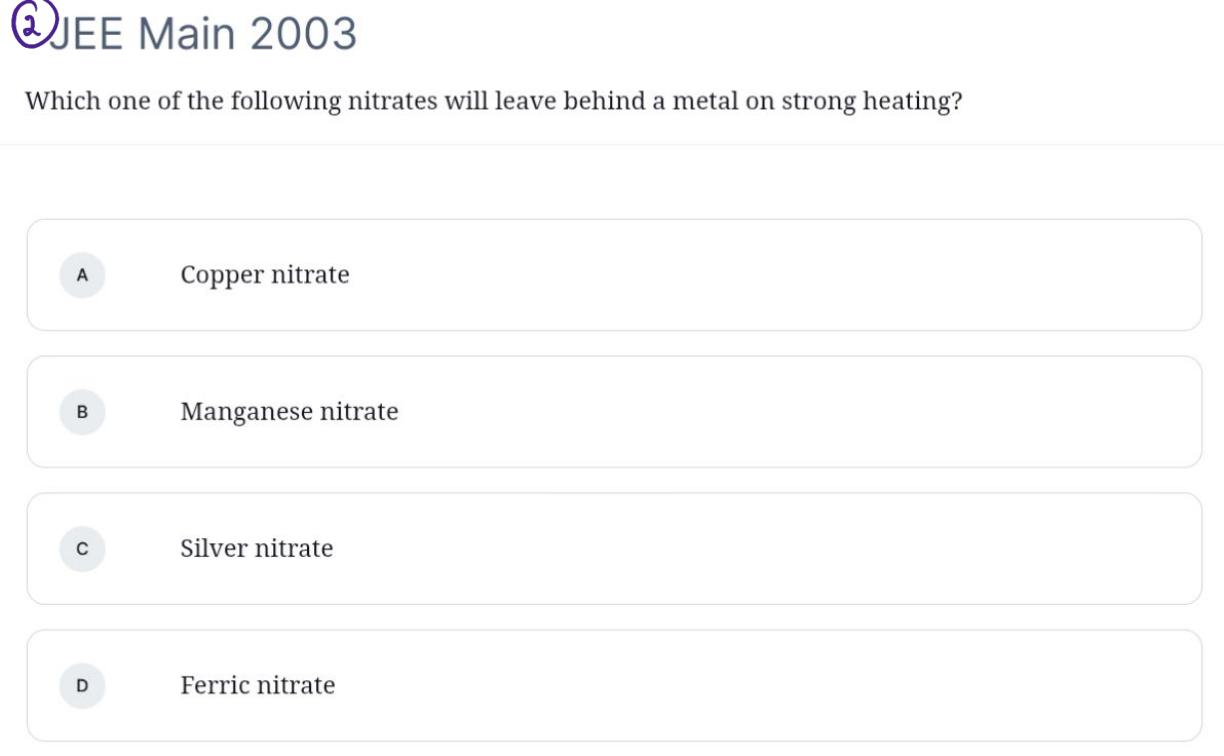 2 JEE Main 2003
Which one of the following nitrates will leave behind a metal on strong heating?
A Copper nitrate
B Manganese nitrate
C Silver nitrate
D Ferric nitrate